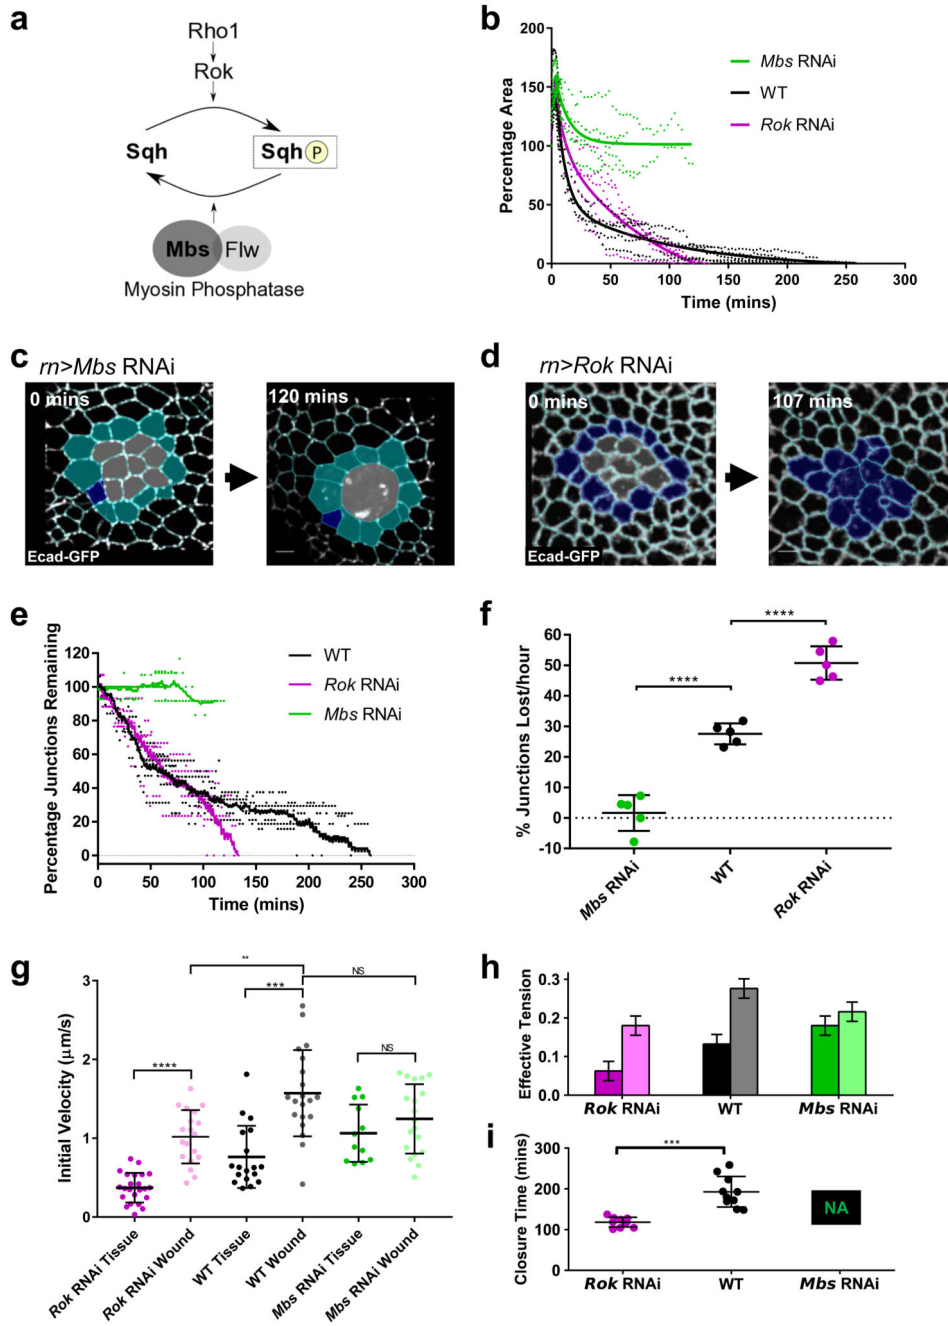 a
Rho1
Rok
Sqh
Sqh P
Mbs Flw
Myosin Phosphatase
b
Percentage Area
200
150
100
50
0
0 50 100 150 200 250 300
Time (mins)
Mbs RNAi
WT
Rok RNAi
c
rn>Mbs RNAi
0 mins
Ecad-GFP
120 mins
d
rn>Rok RNAi
0 mins
Ecad-GFP
107 mins
e
Percentage Junctions Remaining
120
100
80
60
40
20
0
0 50 100 150 200 250 300
Time (mins)
WT
Rok RNAi
Mbs RNAi
f
% Junctions Lost/hour
60
50
40
30
20
10
0
-10
****
****
Mbs RNAi
WT
Rok RNAi
g
Initial Velocity (μm/s)
3
2
1
0
**
NS
***
NS
****
Rok RNAi Tissue
Rok RNAi Wound
WT Tissue
WT Wound
Mbs RNAi Tissue
Mbs RNAi Wound
h
Effective Tension
0.3
0.2
0.1
0.0
Rok RNAi WT Mbs RNAi
i
Closure Time (mins)
300
200
100
0
***
NA
Rok RNAi WT Mbs RNAi